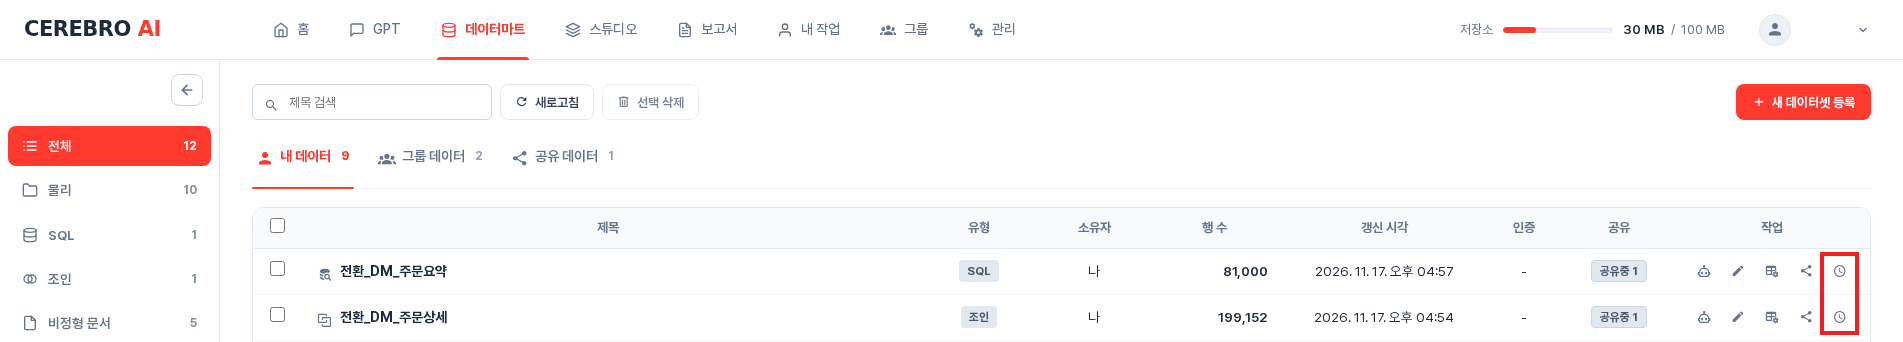 CEREBRO AI
홈 GPT 데이터마트 스튜디오 보고서 내 작업 그룹 관리
저장소 30 MB / 100 MB
제목 검색 새로고침 선택 삭제 + 새 데이터셋 등록
전체 12
물리 10
SQL 1
조인 1
비정형 문서 5
내 데이터 9 그룹 데이터 2 공유 데이터 1
제목 유형 소유자 행 수 갱신 시각 인증 공유 작업
전환_DM_주문요약 SQL 나 81,000 2026. 11. 17. 오후 04:57 - 공유중 1
전환_DM_주문상세 조인 나 199,152 2026. 11. 17. 오후 04:54 - 공유중 1